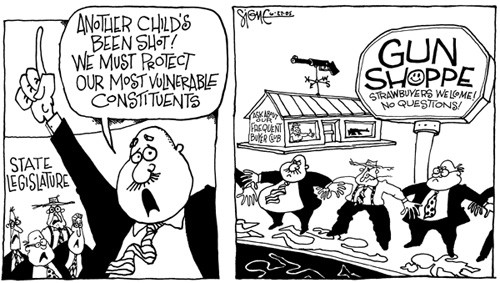 ANOTHER CHILD'S
BEEN SHOT!
WE MUST PROTECT
OUR MOST VULNERABLE
CONSTITUENTS
STATE
LEGISLATURE
SIGNE
GUN
SHOPPE
STRAWBUYERS WELCOME!
NO QUESTIONS!
ASK ABOUT
OUR
FREQUENT
BUYER